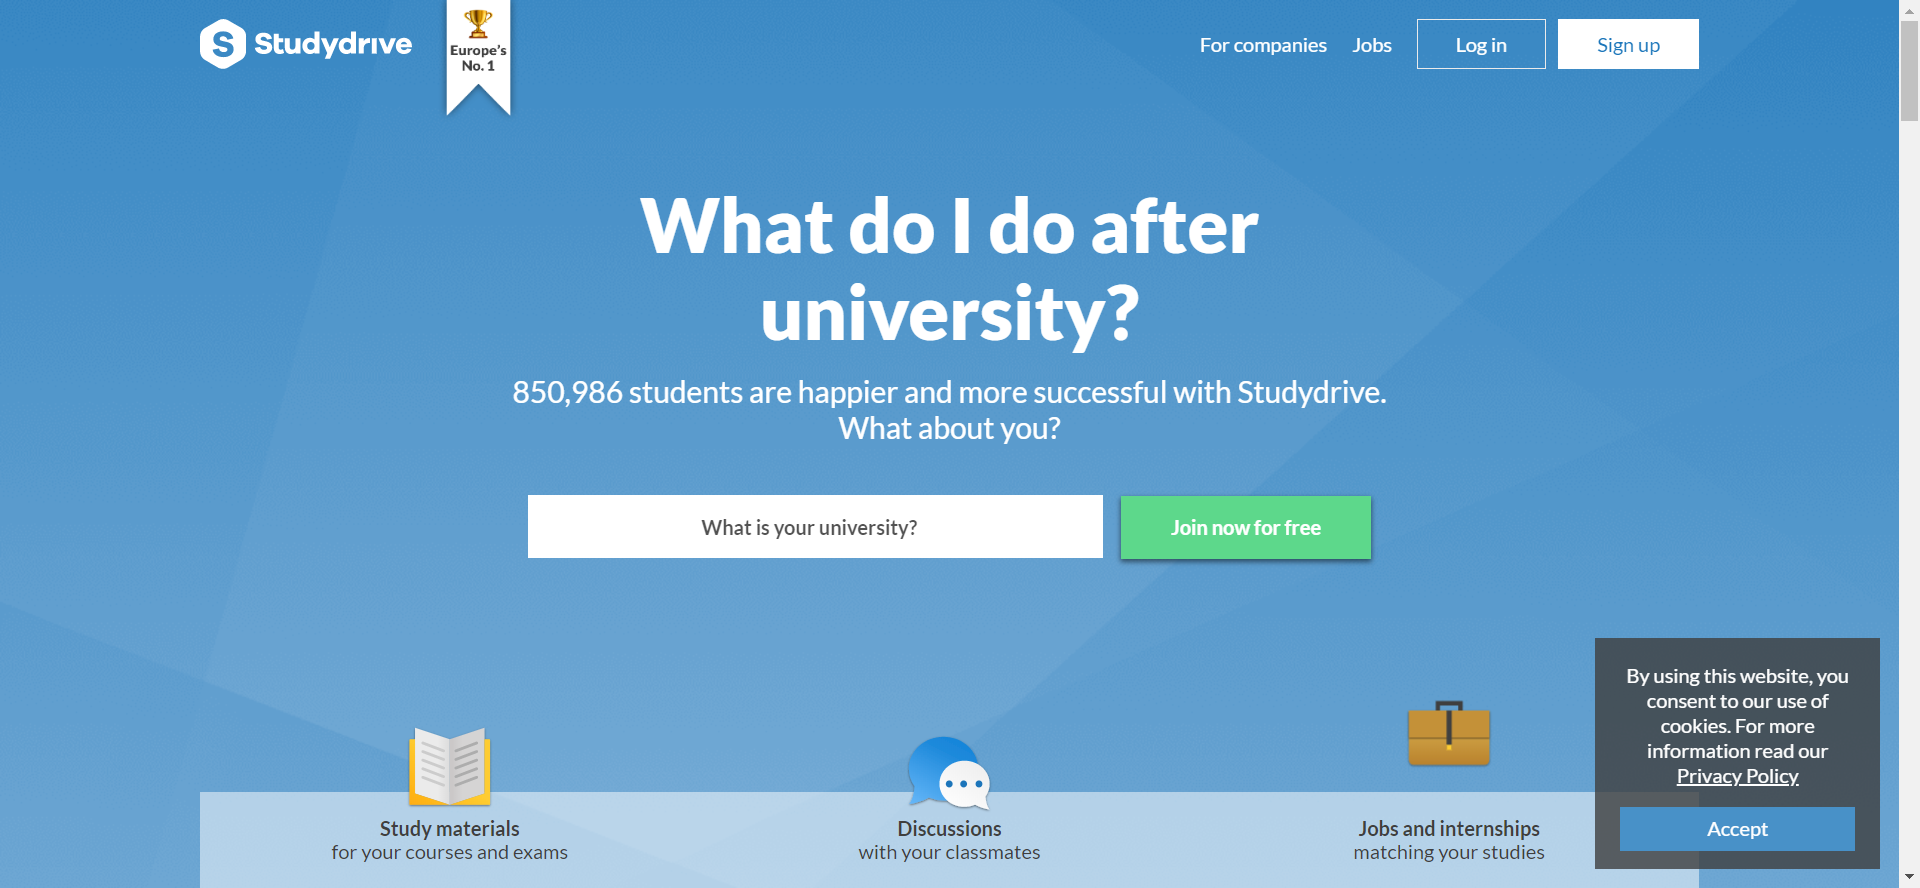 Studydrive
Europe's
No. 1
For companies
Jobs
Log in
Sign up
What do I do after
university?
850,986 students are happier and more successful with Studydrive.
What about you?
What is your university?
Join now for free
Study materials
for your courses and exams
Discussions
with your classmates
Jobs and internships
matching your studies
By using this website, you
consent to our use of
cookies. For more
information read our
Privacy Policy
Accept